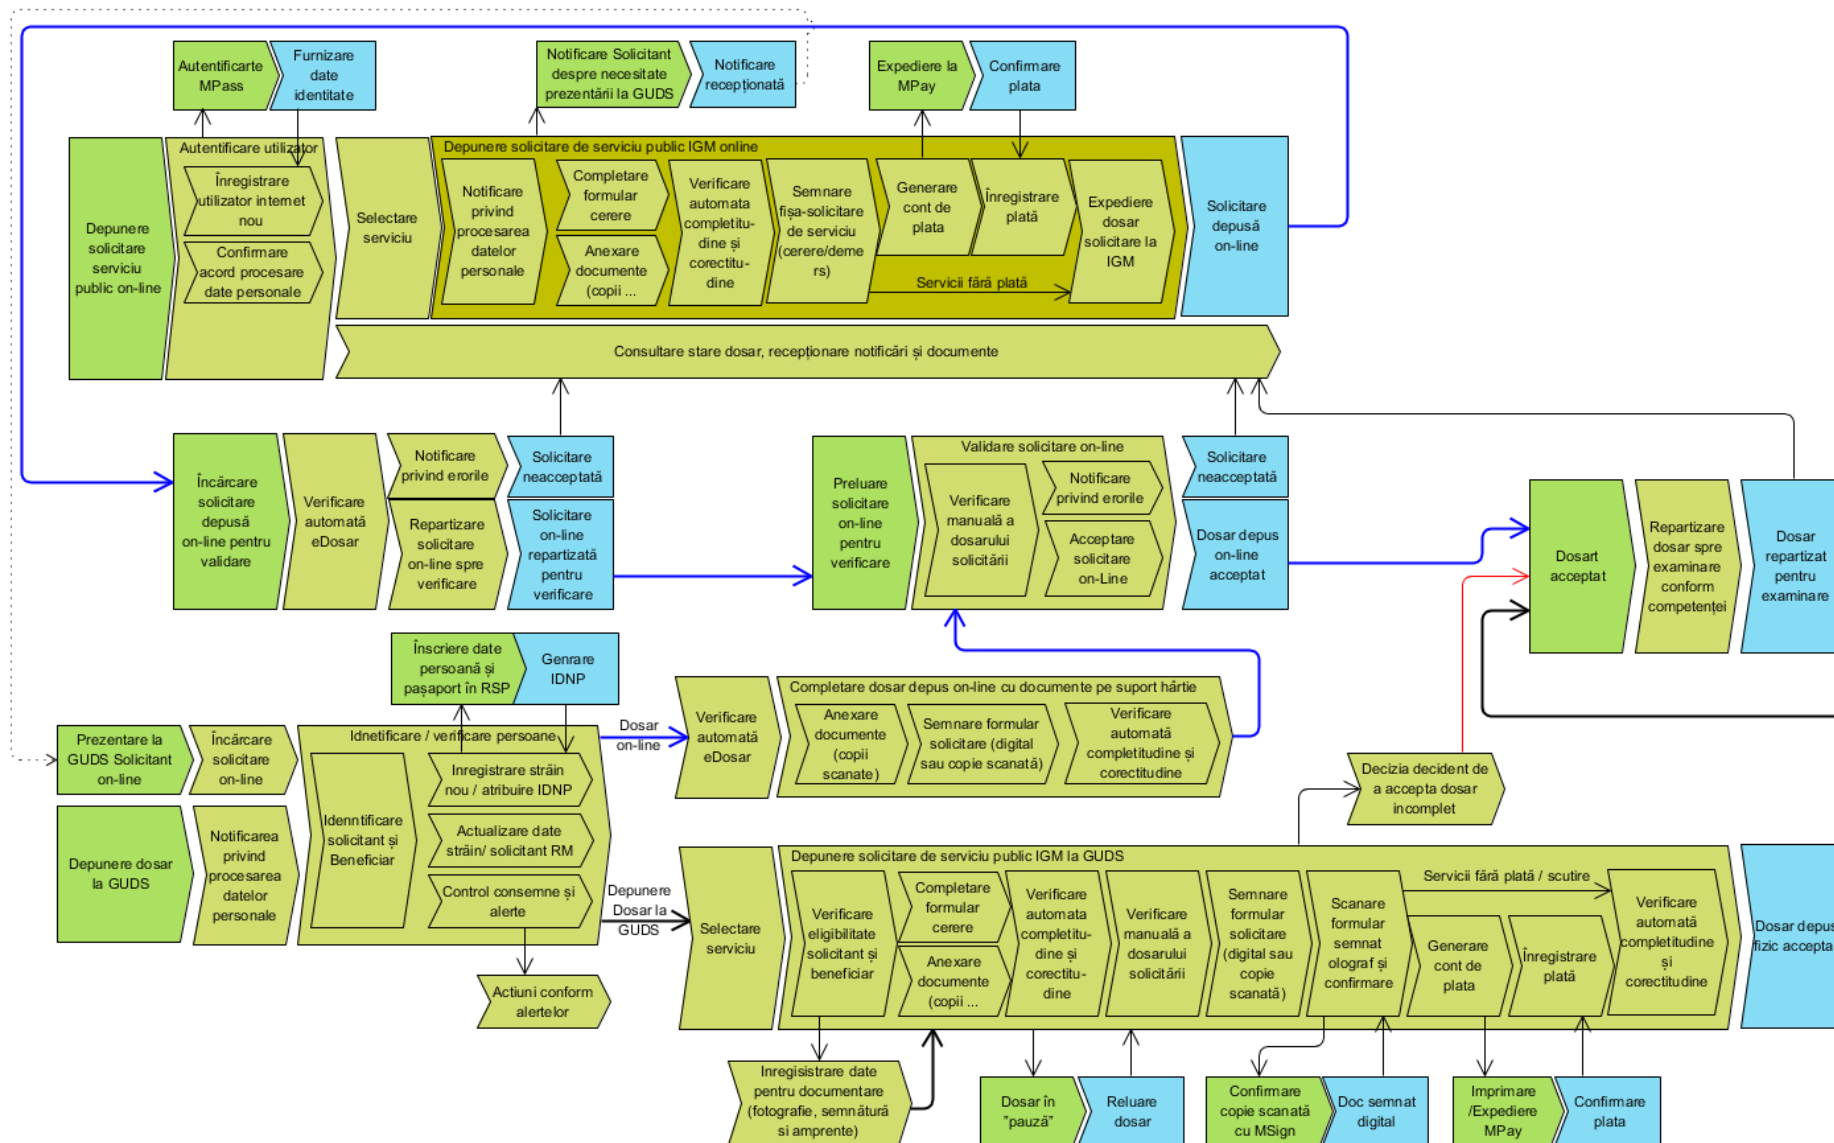 Autentificarte
MPass
Furnizare
date
identitate
Notificare Solicitant
despre necesitate
prezentării la GUDS
Notificare
recepționată
Expediere la
MPay
Confirmare
plata
Depunere
solicitare
serviciu
public on-line
Autentificare utilizator
Înregistrare
utilizator internet
nou
Confirmare
acord procesare
date personale
Selectare
serviciu
Depunere solicitare de serviciu public IGM online
Notificare
privind
procesarea
datelor
personale
Completare
formular
cerere
Anexare
documente
(copii ...
Verificare
automata
completitu-
dine și
corectitu-
dine
Semnare
fișa-solicitare
de serviciu
(cerere/deme
rs)
Generare
cont de
plata
Înregistrare
plată
Servicii fără plată
Expediere
dosar
solicitare la
IGM
Solicitare
depusă
on-line
Consultare stare dosar, recepționare notificări și documente
Încărcare
solicitare
depusă
on-line pentru
validare
Verificare
automată
eDosar
Notificare
privind erorile
Repartizare
solicitare
on-line spre
verificare
Solicitare
neacceptată
Solicitare
on-line
repartizată
pentru
verificare
Preluare
solicitare
on-line
pentru
verificare
Validare solicitare on-line
Verificare
manuală a
dosarului
solicitării
Notificare
privind erorile
Acceptare
solicitare
on-Line
Solicitare
neacceptată
Dosar depus
on-line
acceptat
Dosart
acceptat
Repartizare
dosar spre
examinare
conform
competenței
Dosar
repartizat
pentru
examinare
Înscriere date
persoană și
pașaport în RSP
Genrare
IDNP
Prezentare la
GUDS Solicitant
on-line
Încărcare
solicitare
on-line
Depunere dosar
la GUDS
Notificarea
privind
procesarea
datelor
personale
Idnetificare / verificare persoane
Idenntificare
solnicitant și
Beneficiar
Inregistrare străin
nou / atribuire IDNP
Actualizare date
străin/ solicitant RM
Control consemne și
alerte
Actiuni conform
alertelor
Dosar
on-line
Depunere
Dosar la
GUDS
Verificare
automată
eDosar
Completare dosar depus on-line cu documente pe suport hârtie
Anexare
documente
(copii
scanate)
Semnare formular
solicitare (digital
sau copie scanată)
Verificare
automată
completitudine și
corectitudine
Decizia decident de
a accepta dosar
incomplet
Selectare
serviciu
Depunere solicitare de serviciu public IGM la GUDS
Verificare
eligibilitate
solicitant și
beneficiar
Completare
formular
cerere
Anexare
documente
(copii ...
Verificare
automata
completitu-
dine și
corectitu-
dine
Verificare
manuală a
dosarului
solicitării
Semnare
formular
solicitare
(digital sau
copie
scanată)
Scanare
formular
semnat
olograf și
confirmare
Servicii fără plată / scutire
Generare
cont de
plata
Înregistrare
plată
Verificare
automată
completitudine
și
corectitudine
Dosar depus
fizic accepta
Inregisistrare date
pentru documentare
(fotografie, semnătură
si amprente)
Dosar în
"pauză"
Reluare
dosar
Confirmare
copie scanată
cu MSign
Doc semnat
digital
Imprimare
/Expediere
MPay
Confirmare
plata